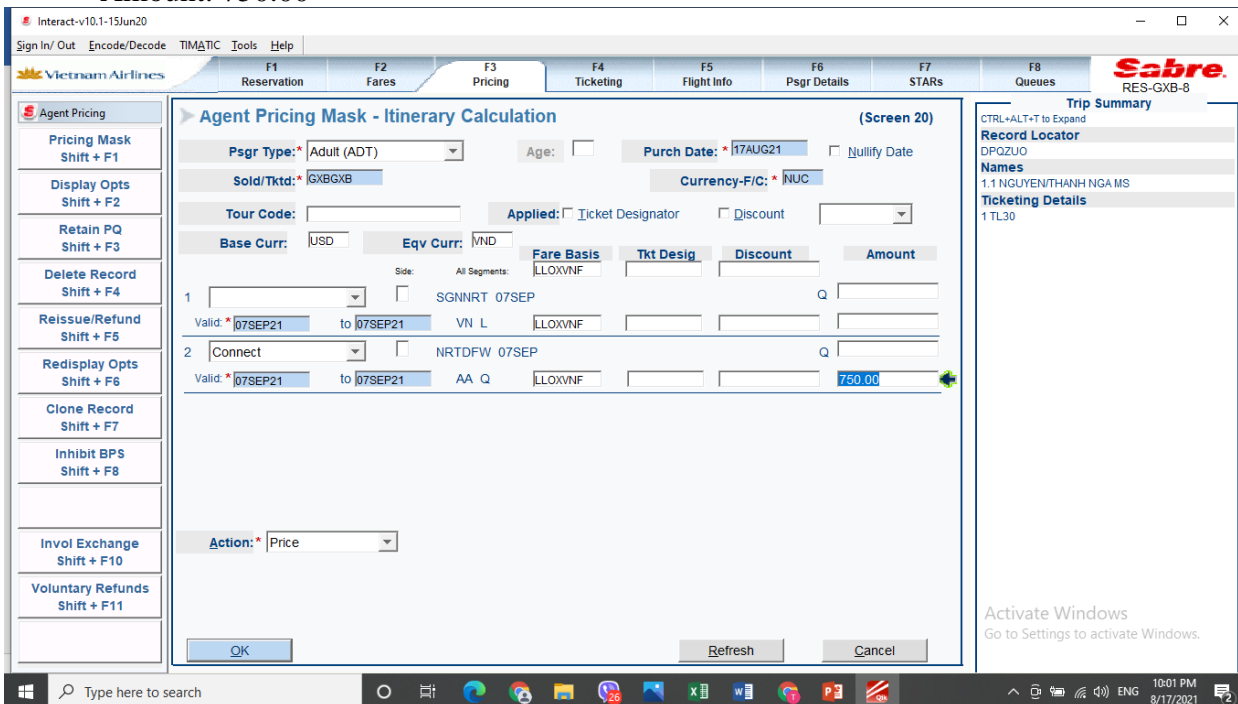 Amount: 750.00
Interact-v10.1-15Jun20
Sign In/ Out Encode/Decode TIMATIC Tools Help
Vietnam Airlines
F1 Reservation
F2 Fares
F3 Pricing
F4 Ticketing
F5 Flight Info
F6 Psgr Details
F7 STARs
F8 Queues
Sabre.
RES-GXB-8
Agent Pricing
Pricing Mask
Shift + F1
Display Opts
Shift + F2
Retain PQ
Shift + F3
Delete Record
Shift + F4
Reissue/Refund
Shift + F5
Redisplay Opts
Shift + F6
Clone Record
Shift + F7
Inhibit BPS
Shift + F8
Invol Exchange
Shift + F10
Voluntary Refunds
Shift + F11
Agent Pricing Mask - Itinerary Calculation (Screen 20)
Psgr Type:* Adult (ADT) Age: Purch Date: * 17AUG21 Nullify Date
Sold/Tktd:* GXBGXB Currency-F/C: * NUC
Tour Code: Applied: Ticket Designator Discount
Base Curr: USD Eqv Curr: VND
Fare Basis Tkt Desig Discount Amount
Side: All Segments: LLOXVNF
1 SGNNRT 07SEP Q
Valid: * 07SEP21 to 07SEP21 VN L LLOXVNF
2 Connect NRTDFW 07SEP Q
Valid: * 07SEP21 to 07SEP21 AA Q LLOXVNF 750.00
Action:* Price
OK Refresh Cancel
Trip Summary
CTRL+ALT+T to Expand
Record Locator
DPQZUO
Names
1.1 NGUYEN/THANH NGA MS
Ticketing Details
1 TL30
Activate Windows
Go to Settings to activate Windows.
Type here to search
26
ENG
10:01 PM
8/17/2021